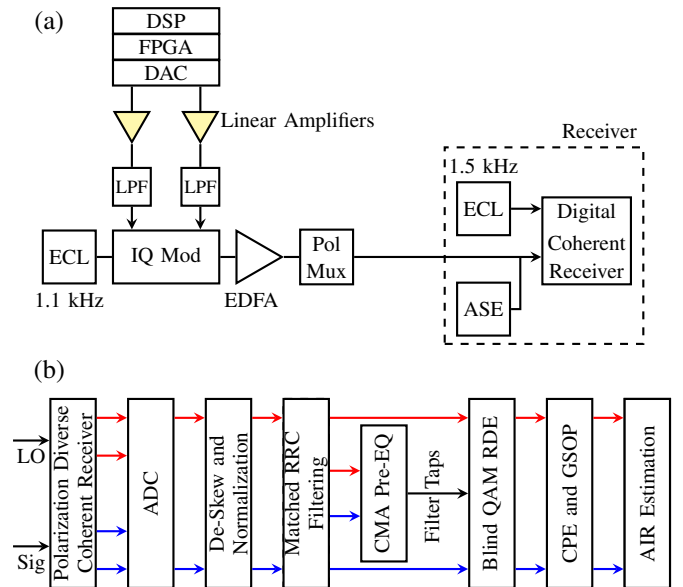 (a)
DSP
FPGA
DAC
Linear Amplifiers
LPF
LPF
Receiver
1.5 kHz
ECL
Digital
Coherent
Receiver
ECL
IQ Mod
Pol
Mux
1.1 kHz
EDFA
ASE
(b)
LO
Sig
Polarization Diverse
Coherent Receiver
ADC
De-Skew and
Normalization
Matched RRC
Filtering
CMA Pre-EQ
Filter Taps
Blind QAM RDE
CPE and GSOP
AIR Estimation